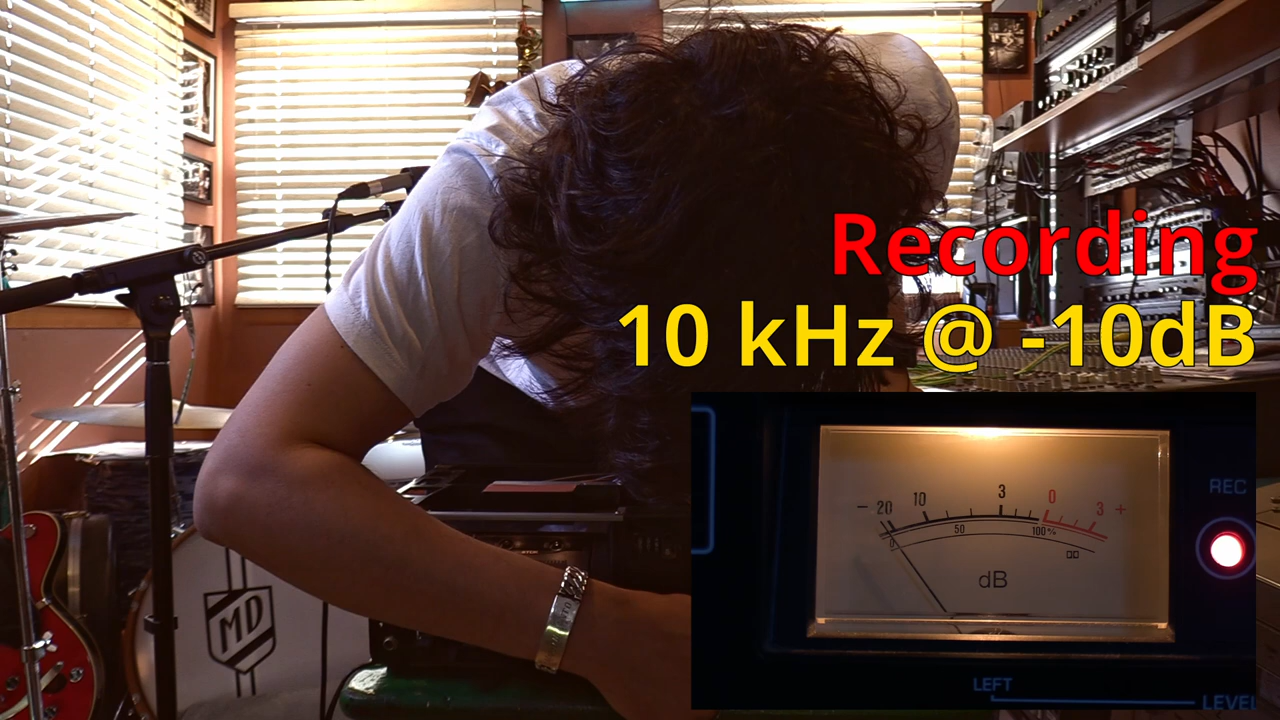 Recording
10 kHz @ -10dB
− 20 10 3 0 3 +
0 50 100%
dB
REC
LEFT
LEVEL
MD